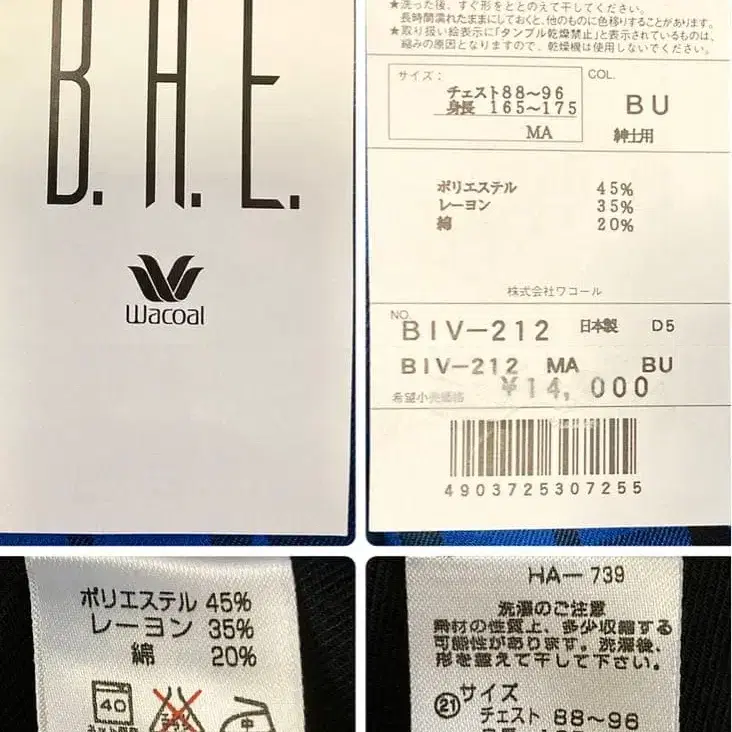 B.A.E.
Wacoal
★洗った後、すぐ形をととのえて干してください。
長時間濡れたままにしておくと、他のものに色移りすることがあります。
★取り扱い絵表示に「タンブル乾燥禁止」と表示されているものは、
縮みの原因となりますので、乾燥機は使用しないでください。
サイズ:
チェスト88~96
身長 165~175
MA
COL.
BU
紳士用
ポリエステル 45%
レーヨン 35%
綿 20%
株式会社ワコール
NO.
BIV-212 日本製 D5
BIV-212 MA BU
希望小売価格 ¥14,000
4903725307255
ポリエステル 45%
レーヨン 35%
綿 20%
40
中
HA-739
洗濯のご注意
素材の性質上、多少収縮する
可能性があります。洗濯後、
形を整えて干して下さい。
21 サイズ
チェスト 88~96